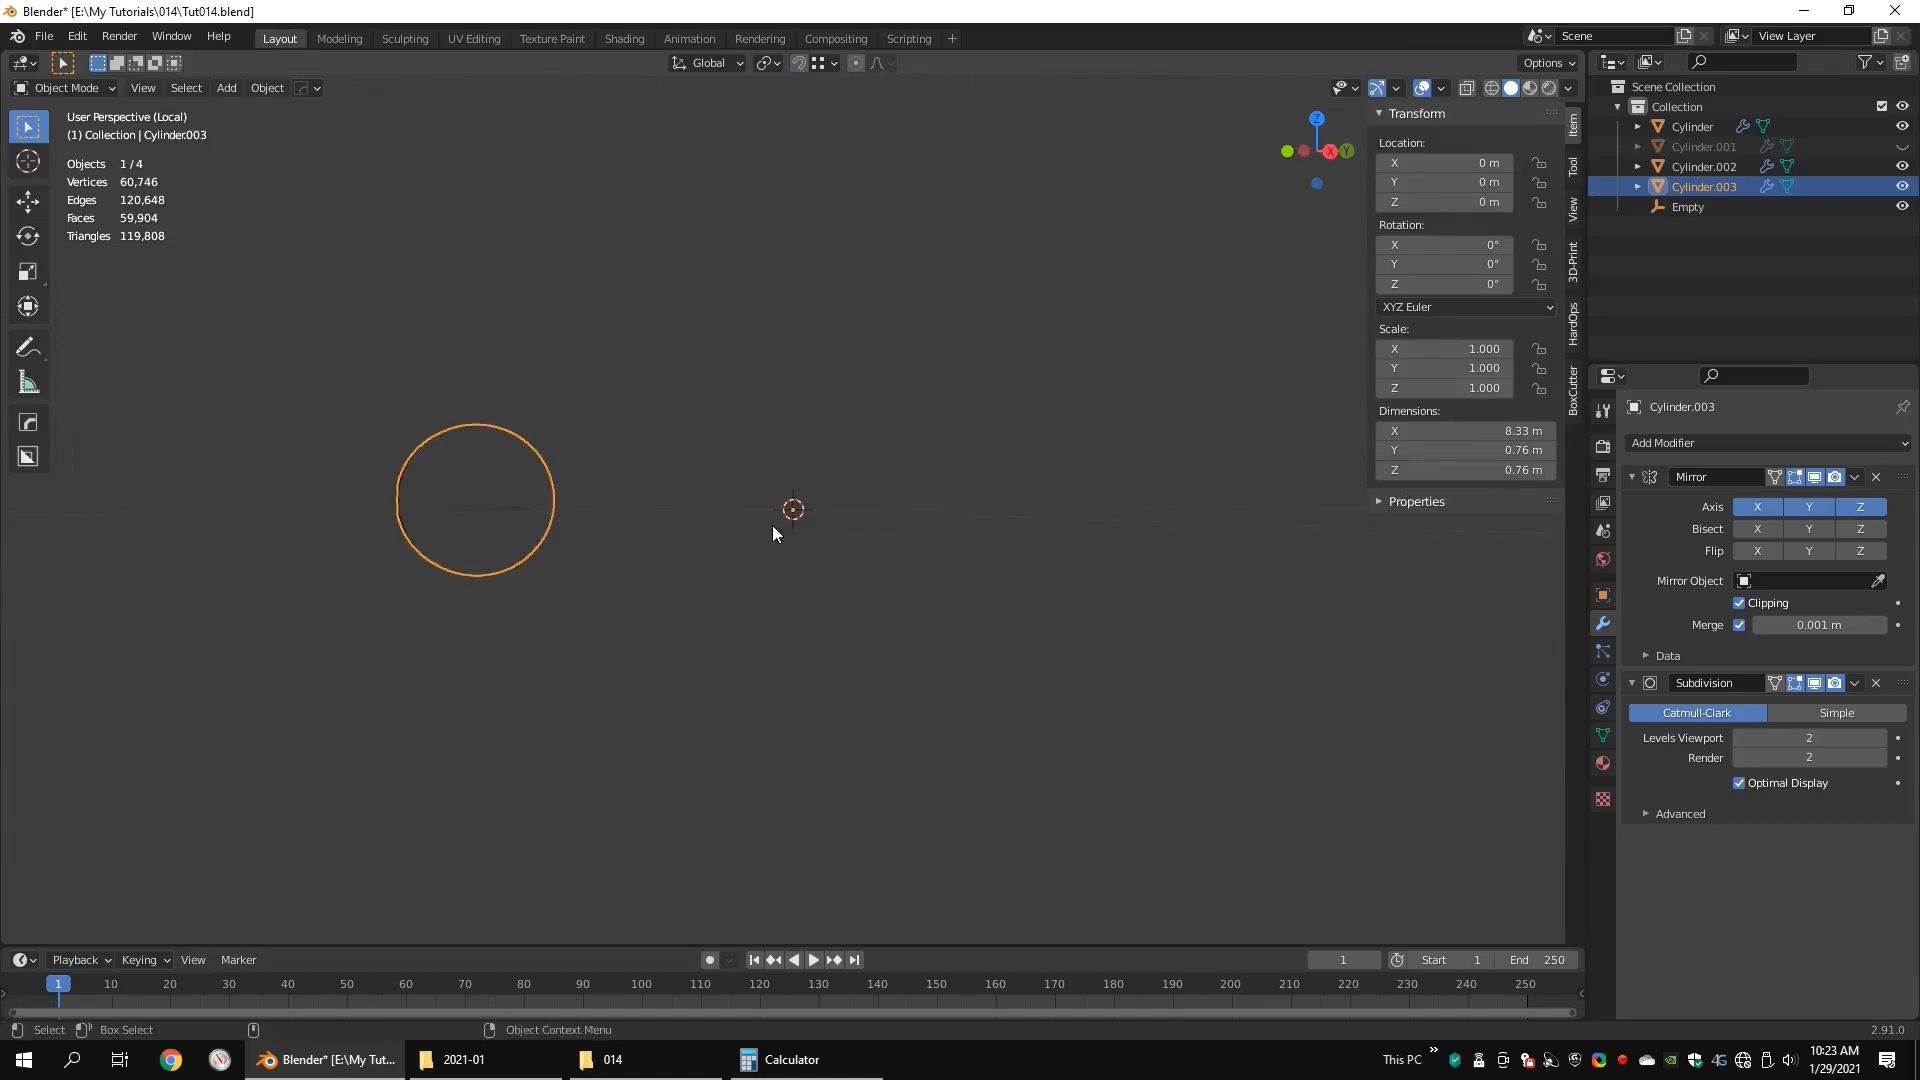 Blender* [E:\My Tutorials\014\Tut014.blend]
File Edit Render Window Help Layout Modeling Sculpting UV Editing Texture Paint Shading Animation Rendering Compositing Scripting + Scene View Layer
Global Options
Object Mode View Select Add Object
User Perspective (Local)
(1) Collection | Cylinder.003
Objects 1 / 4
Vertices 60,746
Edges 120,648
Faces 59,904
Triangles 119,808
Z
X
Y
Transform
Location:
X 0 m
Y 0 m
Z 0 m
Rotation:
X 0°
Y 0°
Z 0°
XYZ Euler
Scale:
X 1.000
Y 1.000
Z 1.000
Dimensions:
X 8.33 m
Y 0.76 m
Z 0.76 m
Properties
Item
Tool
View
3D-Print
HardOps
BoxCutter
Scene Collection
Collection
Cylinder
Cylinder.001
Cylinder.002
Cylinder.003
Empty
Cylinder.003
Add Modifier
Mirror
Axis X Y Z
Bisect X Y Z
Flip X Y Z
Mirror Object
Clipping
Merge 0.001 m
Data
Subdivision
Catmull-Clark Simple
Levels Viewport 2
Render 2
Optimal Display
Advanced
Playback Keying View Marker 1 Start 1 End 250
1 10 20 30 40 50 60 70 80 90 100 110 120 130 140 150 160 170 180 190 200 210 220 230 240 250
Select Box Select Object Context Menu 2.91.0
Blender* [E:\My Tut... 2021-01 014 Calculator This PC » 4G 10:23 AM
1/29/2021